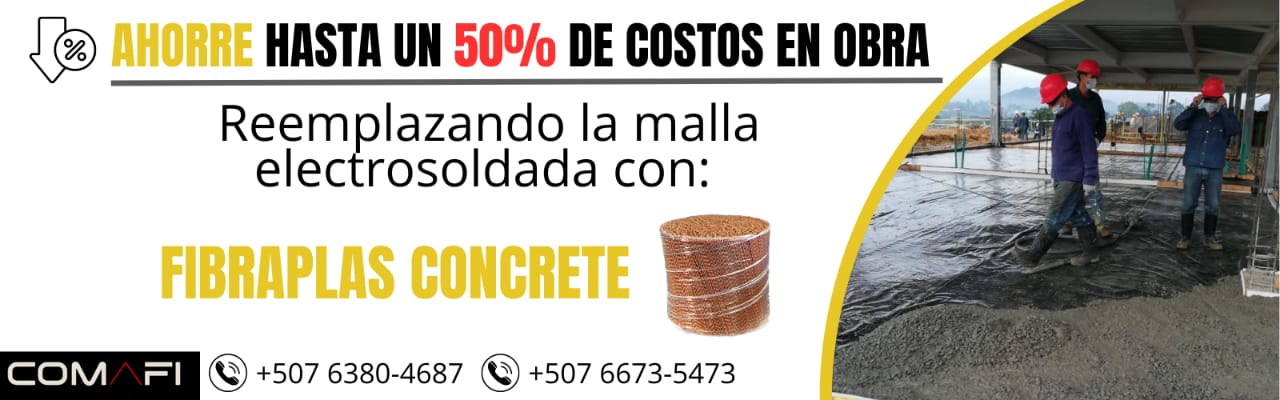 AHORRE HASTA UN 50% DE COSTOS EN OBRA
Reemplazando la malla
electrosoldada con:
FIBRAPLAS CONCRETE
COMAFI
+507 6380-4687
+507 6673-5473